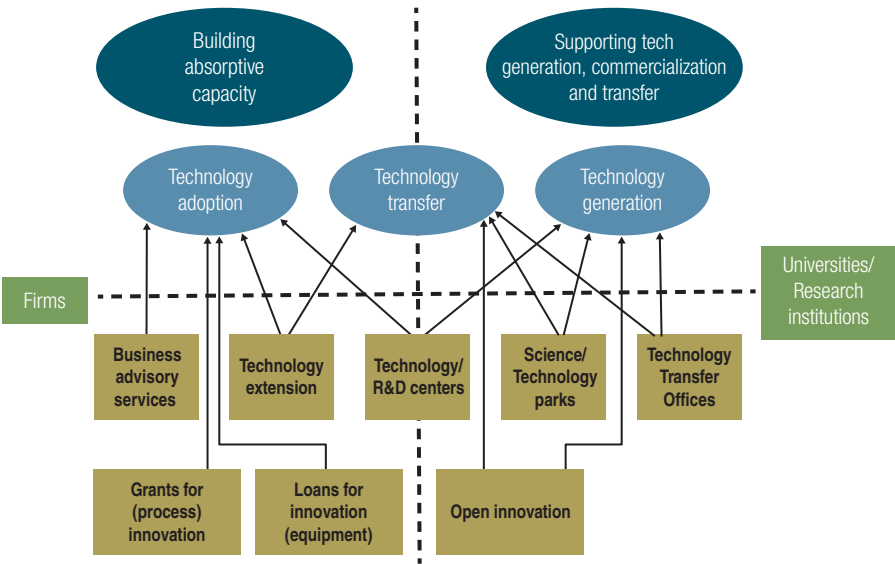 Building
absorptive
capacity
Supporting tech
generation, commercialization
and transfer
Technology
adoption
Technology
transfer
Technology
generation
Firms
Universities/
Research
institutions
Business
advisory
services
Technology
extension
Technology/
R&D centers
Science/
Technology
parks
Technology
Transfer
Offices
Grants for
(process)
innovation
Loans for
innovation
(equipment)
Open innovation